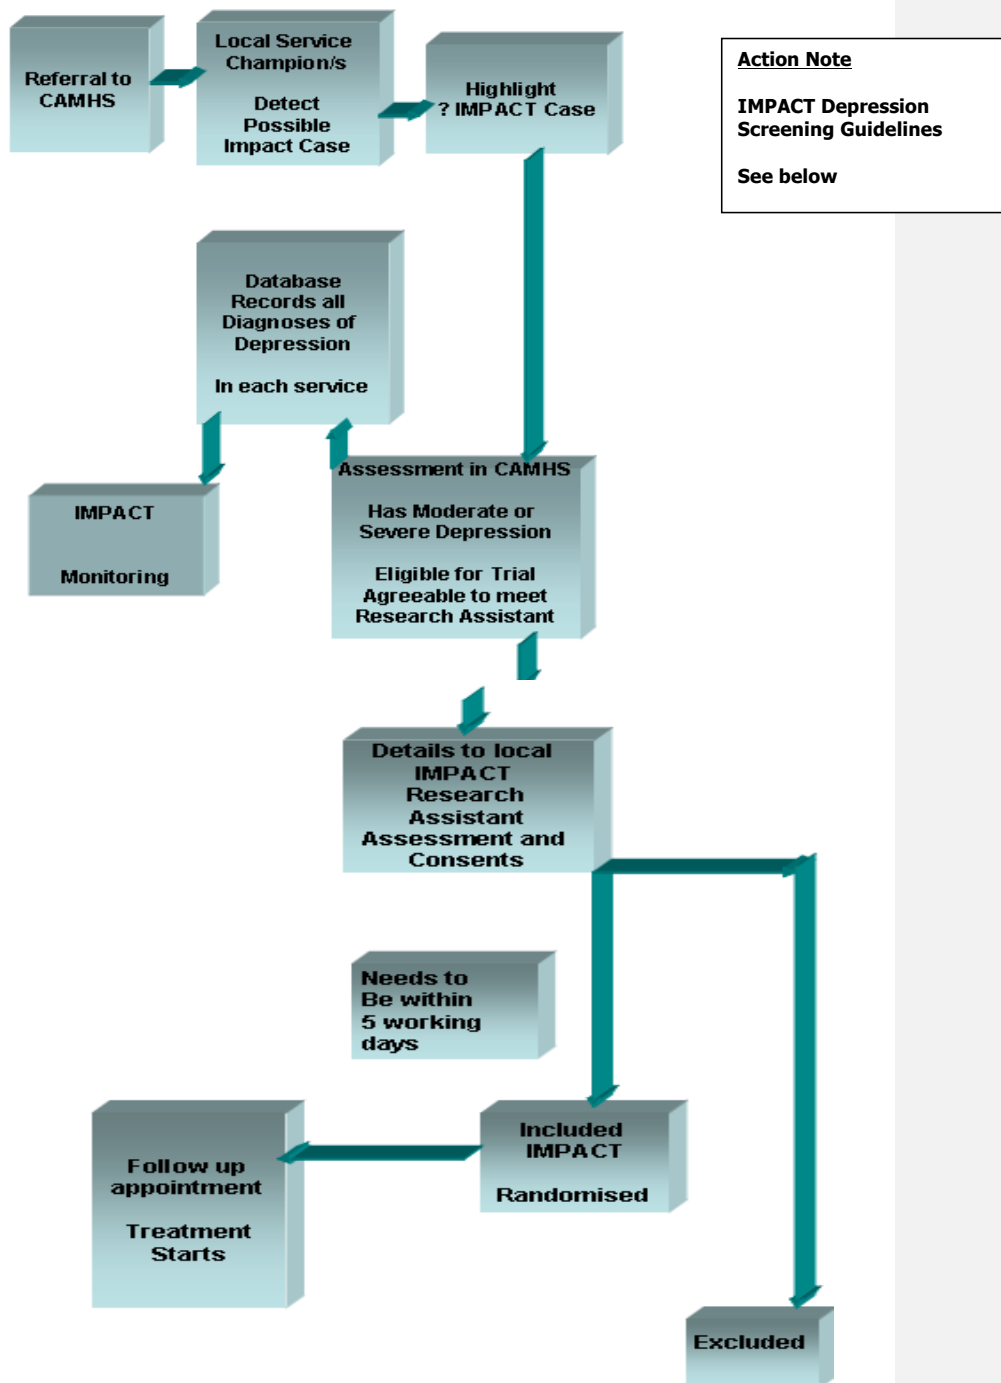 Referral to
CAMHS
Local Service
Champion/s
Detect
Possible
Impact Case
Highlight
? IMPACT Case
Action Note
IMPACT Depression
Screening Guidelines
See below
Database
Records all
Diagnoses of
Depression
In each service
IMPACT
Monitoring
Assessment in CAMHS
Has Moderate or
Severe Depression
Eligible for Trial
Agreeable to meet
Research Assistant
Details to local
IMPACT
Research
Assistant
Assessment and
Consents
Needs to
Be within
5 working
days
Included
IMPACT
Randomised
Follow up
appointment
Treatment
Starts
Excluded